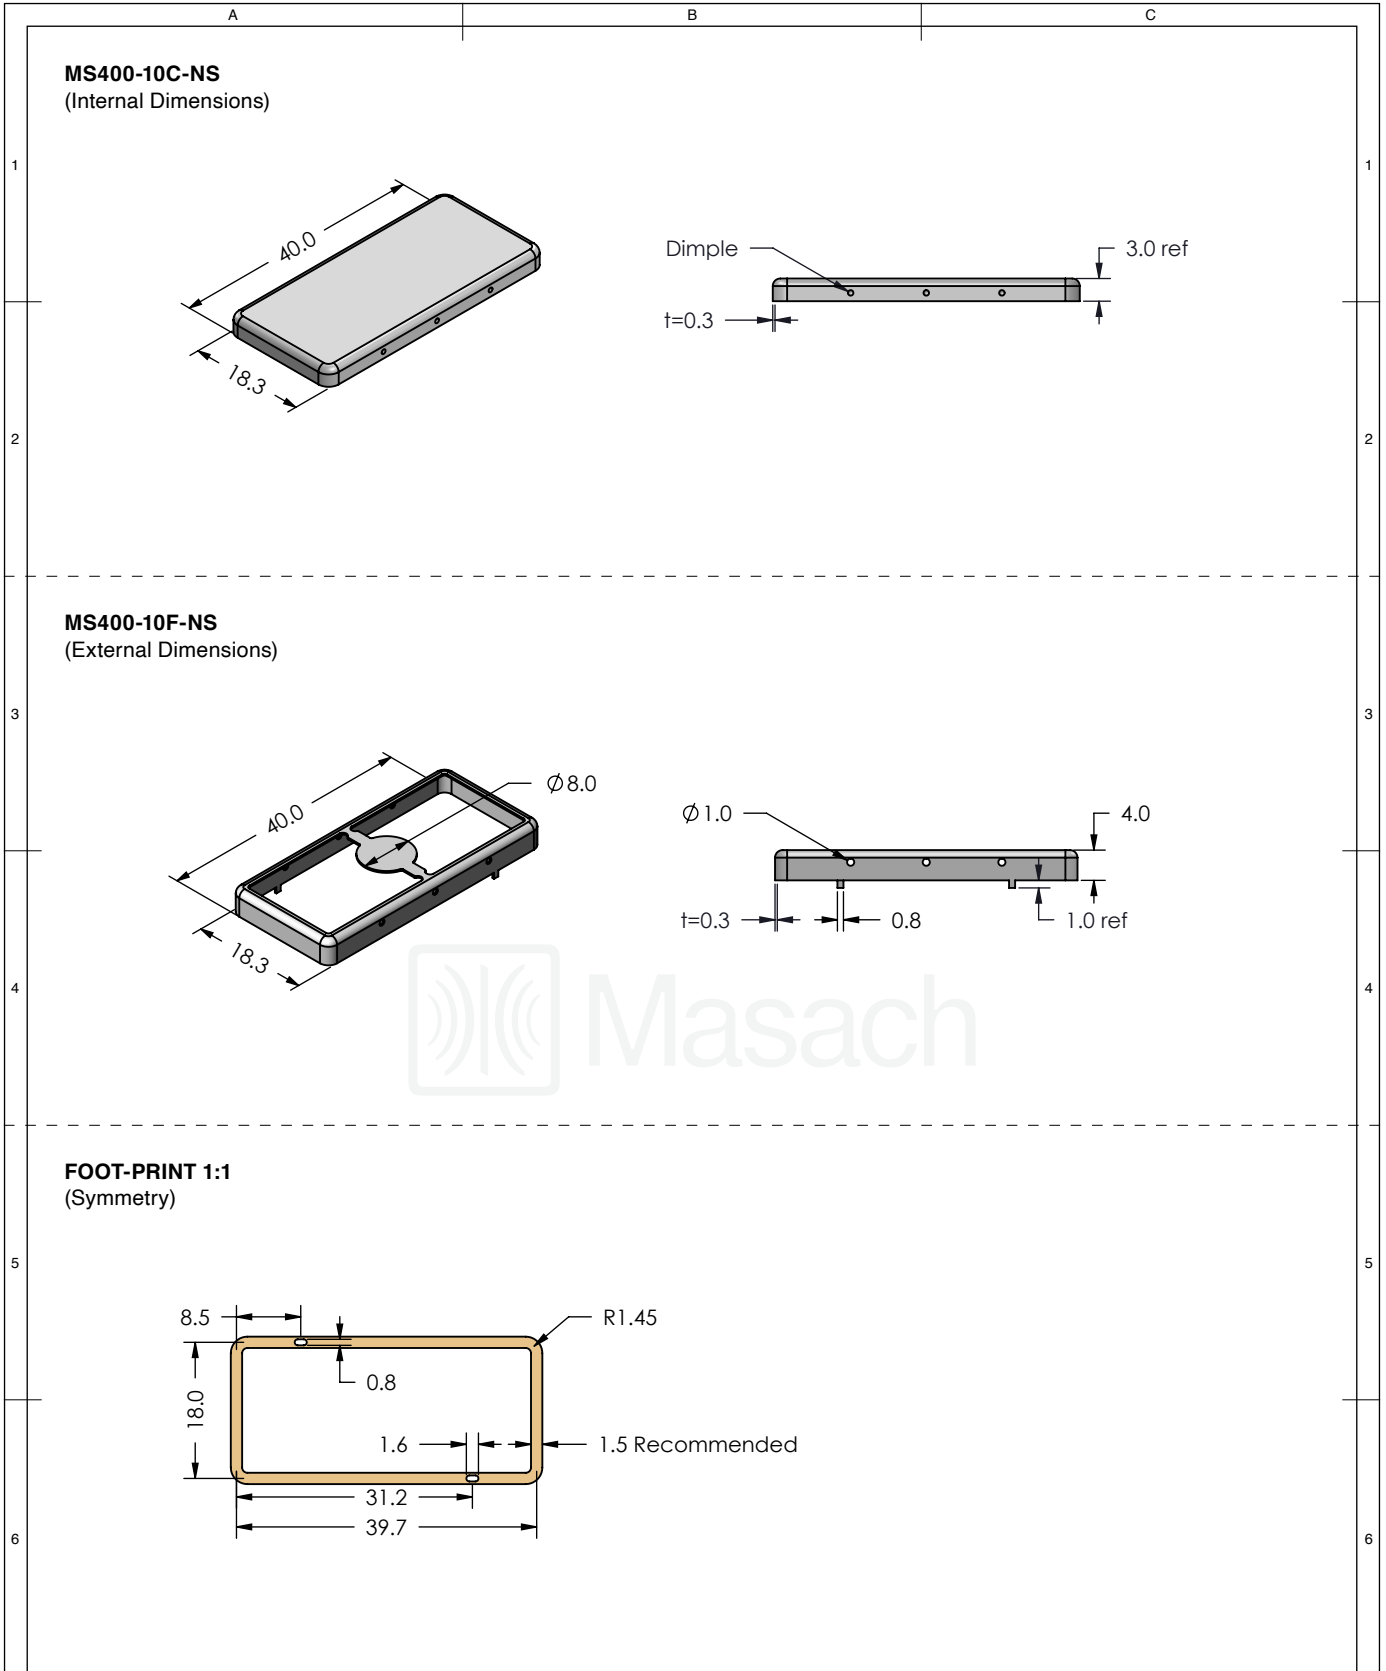 A B C
MS400-10C-NS
(Internal Dimensions)
1 1
40.0
18.3
Dimple
3.0 ref
t=0.3
2 2
MS400-10F-NS
(External Dimensions)
3 3
40.0
Ø8.0
18.3
Ø1.0
4.0
t=0.3
0.8
1.0 ref
Masach
4 4
FOOT-PRINT 1:1
(Symmetry)
5 5
8.5
R1.45
0.8
18.0
1.6
1.5 Recommended
31.2
39.7
6 6